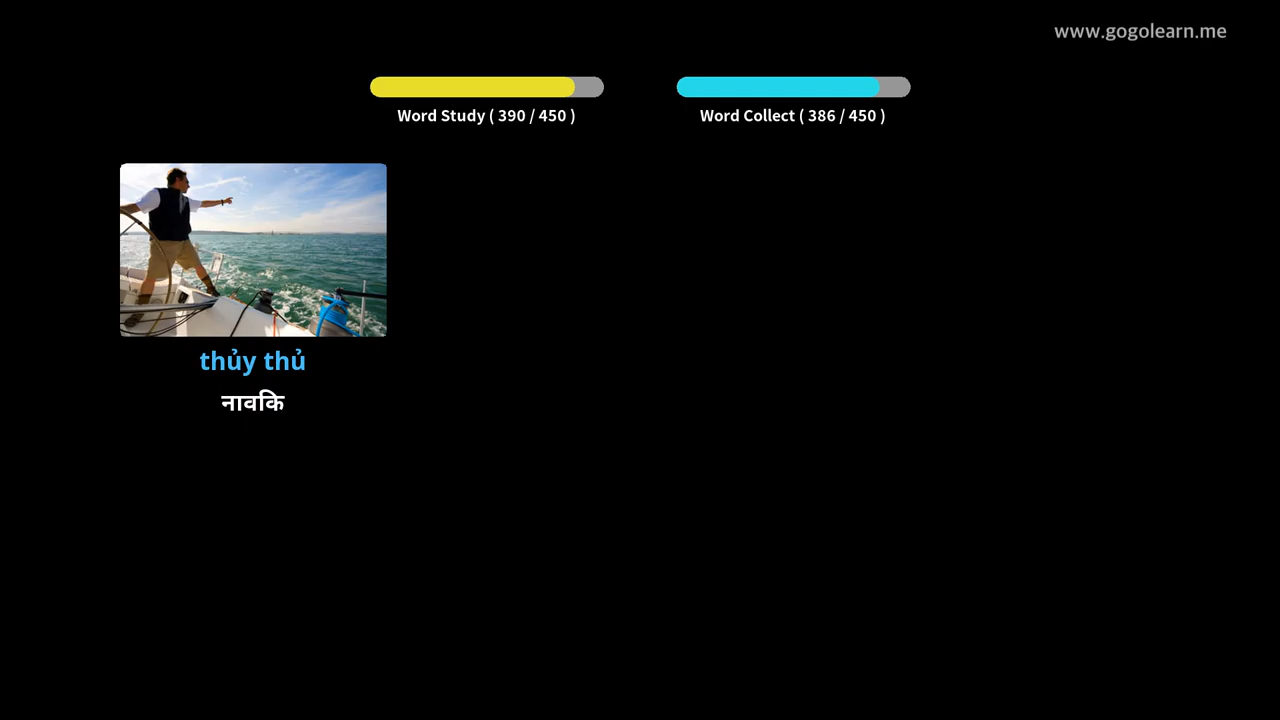 www.gogolearn.me
Word Study ( 390 / 450 )
Word Collect ( 386 / 450 )
thủy thủ
नावकि